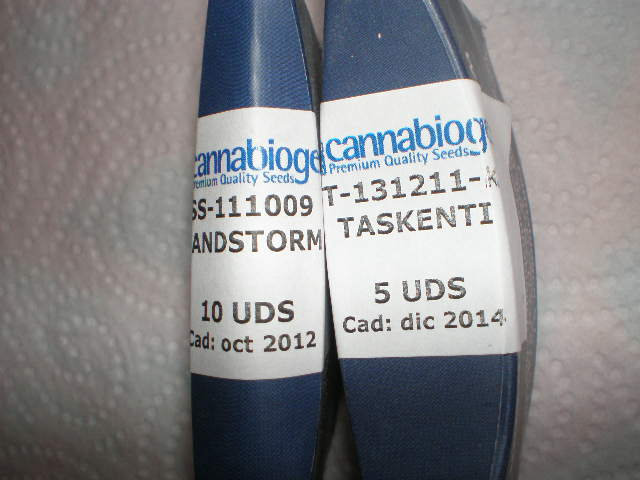 cannabioge
Premium Quality Seeds
SS-111009
ANDSTORM
10 UDS
Cad: oct 2012
cannabiog
Premium Quality Seeds
T-131211-
TASKENTI
5 UDS
Cad: dic 2014